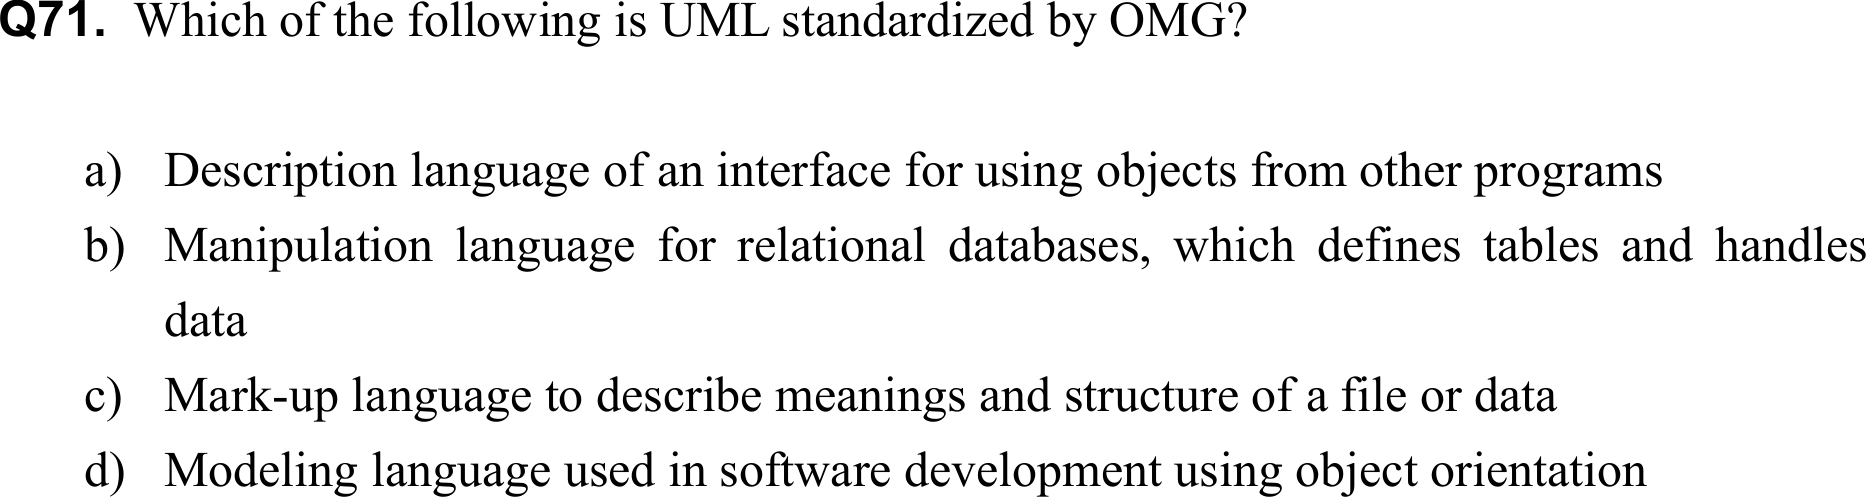 Q71. Which of the following is UML standardized by OMG?
a) Description language of an interface for using objects from other programs
b) Manipulation language for relational databases, which defines tables and handles
data
c) Mark-up language to describe meanings and structure of a file or data
d) Modeling language used in software development using object orientation